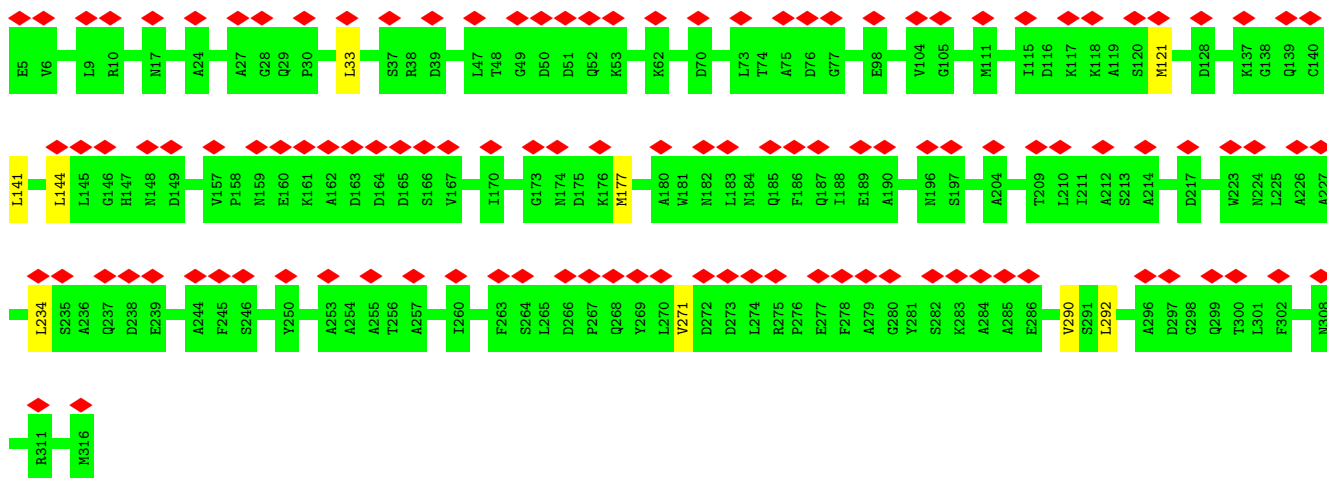 E5 V6 L9 R10 N17 A24 A27 G28 Q29 P30 L33 S37 R38 D39 L47 T48 G49 D50 D51 Q52 K53 K62 D70 L73 T74 A75 D76 G77 E98 V104 G105 M111 I115 D116 K117 K118 A119 S120 M121 D128 K137 G138 Q139 C140
L141 L144 L145 G146 H147 N148 D149 V157 P158 N159 E160 K161 A162 D163 D164 D165 S166 V167 I170 G173 N174 D175 K176 M177 A180 W181 N182 L183 N184 Q185 F186 Q187 I188 E189 A190 N196 S197 A204 T209 L210 I211 A212 S213 A214 D217 W223 N224 L225 A226 A227
L234 S235 A236 Q237 D238 E239 A244 F245 S246 Y250 A253 A254 A255 T256 A257 I260 F263 S264 L265 D266 P267 Q268 Y269 L270 V271 D272 D273 L274 R275 P276 E277 F278 A279 G280 Y281 S282 K283 A284 A285 E286 V290 S291 L292 A296 D297 G298 Q299 T300 L301 F302 N308
R311 M316